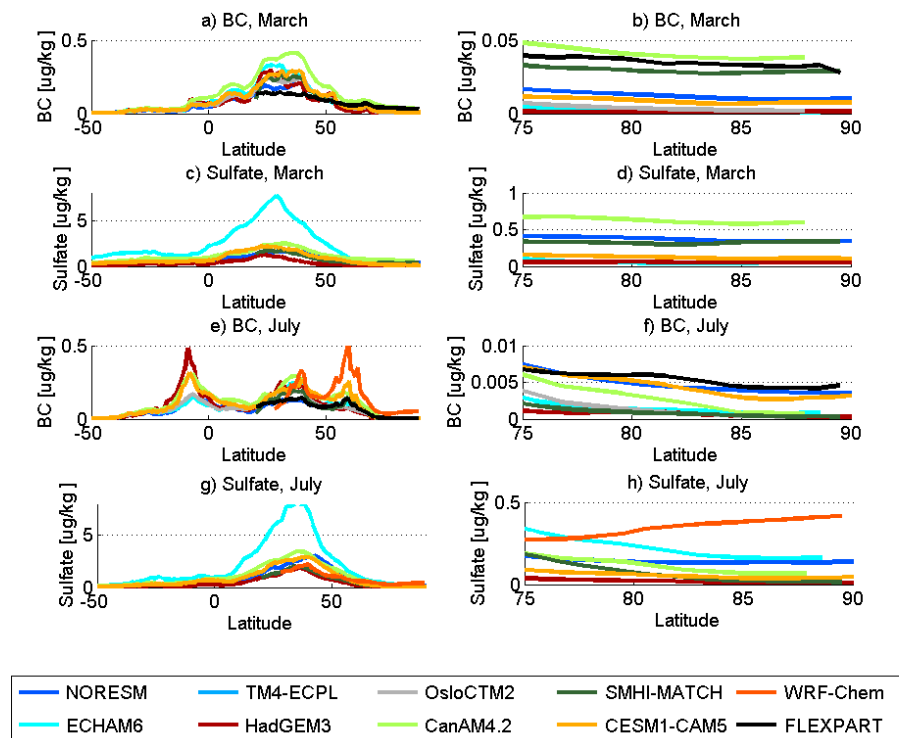 a) BC, March
BC [ug/kg ]
0.5
0
-50 0 50
Latitude
b) BC, March
BC [ug/kg ]
0.05
0
75 80 85 90
Latitude
c) Sulfate, March
Sulfate [ug/kg ]
5
0
-50 0 50
Latitude
d) Sulfate, March
Sulfate [ug/kg ]
1
0.5
0
75 80 85 90
Latitude
e) BC, July
BC [ug/kg ]
0.5
0
-50 0 50
Latitude
f) BC, July
BC [ug/kg ]
0.01
0.005
0
75 80 85 90
Latitude
g) Sulfate, July
Sulfate [ug/kg ]
5
0
-50 0 50
Latitude
h) Sulfate, July
Sulfate [ug/kg ]
0.5
0
75 80 85 90
Latitude
NORESM TM4-ECPL OsloCTM2 SMHI-MATCH WRF-Chem
ECHAM6 HadGEM3 CanAM4.2 CESM1-CAM5 FLEXPART